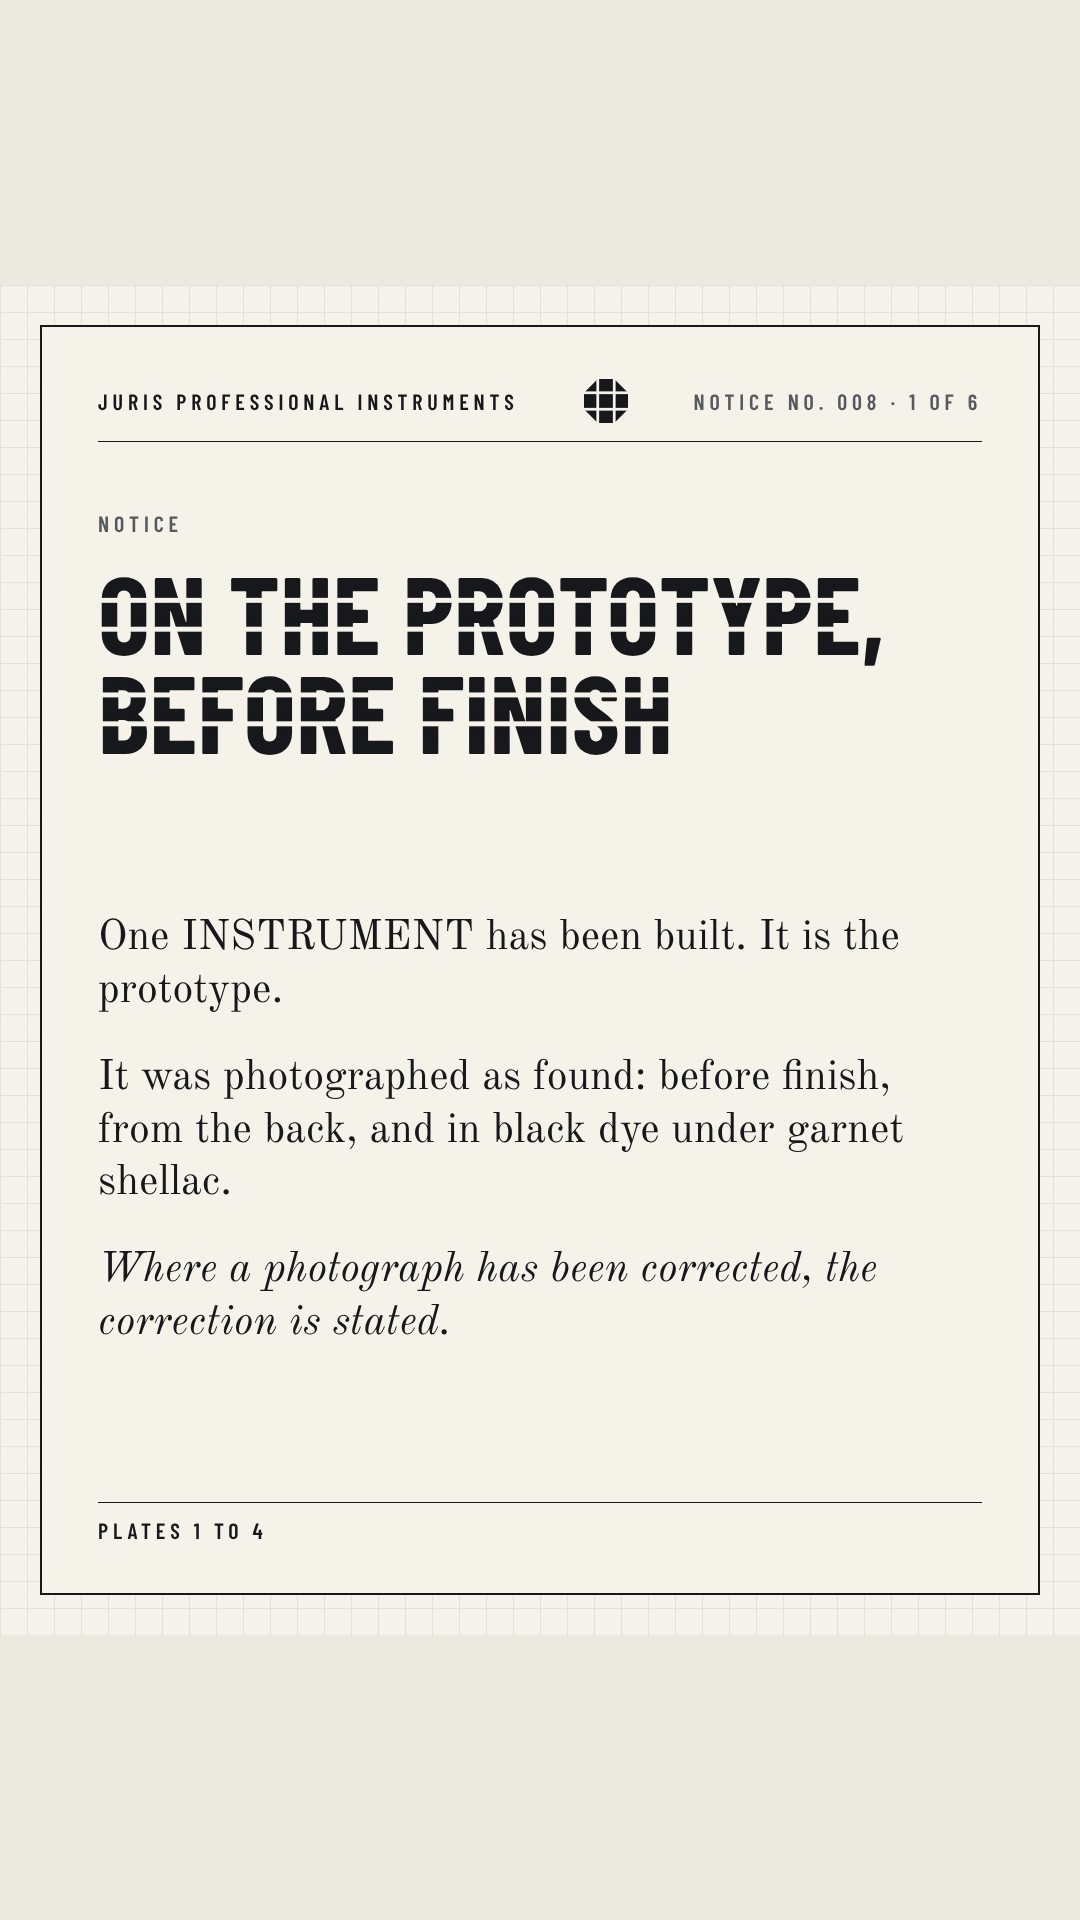 JURIS PROFESSIONAL INSTRUMENTS
NOTICE NO. 008 · 1 OF 6
NOTICE
ON THE PROTOTYPE,
BEFORE FINISH
One INSTRUMENT has been built. It is the
prototype.
It was photographed as found: before finish,
from the back, and in black dye under garnet
shellac.
Where a photograph has been corrected, the
correction is stated.
PLATES 1 TO 4